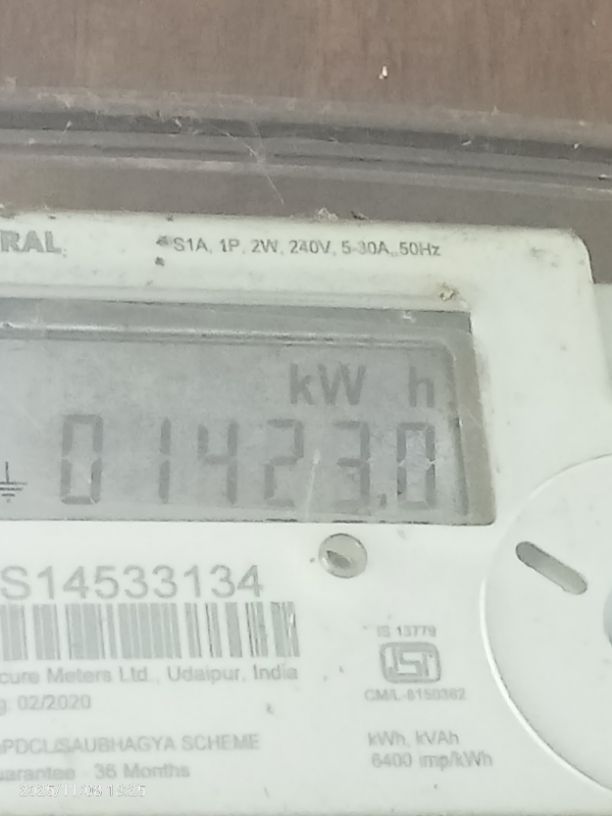 RAL
S1A, 1P, 2W, 240V, 5-30A, 50Hz
kW h
01423.0
S14533134
IS 13779
ISI
cure Meters Ltd., Udaipur, India
CM/L-8150362
g: 02/2020
PDCL/SAUBHAGYA SCHEME
kWh, kVAh
uarantee - 36 Months
6400 imp/kWh